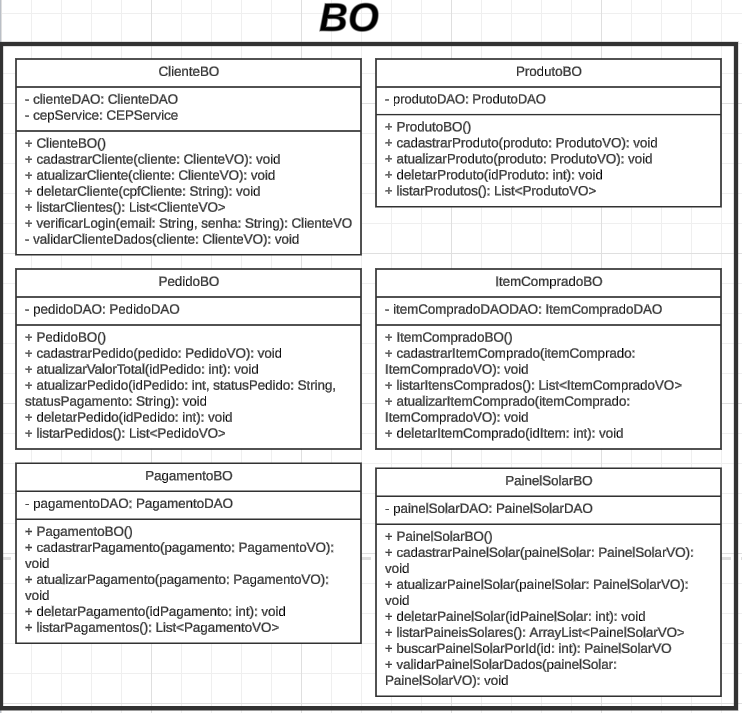 BO
ClienteBO
- clienteDAO: ClienteDAO
- cepService: CEPService
+ ClienteBO()
+ cadastrarCliente(cliente: ClienteVO): void
+ atualizarCliente(cliente: ClienteVO): void
+ deletarCliente(cpfCliente: String): void
+ listarClientes(): List<ClienteVO>
+ verificarLogin(email: String, senha: String): ClienteVO
- validarClienteDados(cliente: ClienteVO): void
ProdutoBO
- produtoDAO: ProdutoDAO
+ ProdutoBO()
+ cadastrarProduto(produto: ProdutoVO): void
+ atualizarProduto(produto: ProdutoVO): void
+ deletarProduto(idProduto: int): void
+ listarProdutos(): List<ProdutoVO>
PedidoBO
- pedidoDAO: PedidoDAO
+ PedidoBO()
+ cadastrarPedido(pedido: PedidoVO): void
+ atualizarValorTotal(idPedido: int): void
+ atualizarPedido(idPedido: int, statusPedido: String,
statusPagamento: String): void
+ deletarPedido(idPedido: int): void
+ listarPedidos(): List<PedidoVO>
ItemCompradoBO
- itemCompradoDAODAO: ItemCompradoDAO
+ ItemCompradoBO()
+ cadastrarItemComprado(itemComprado:
ItemCompradoVO): void
+ listarItensComprados(): List<ItemCompradoVO>
+ atualizarItemComprado(itemComprado:
ItemCompradoVO): void
+ deletarItemComprado(idItem: int): void
PagamentoBO
- pagamentoDAO: PagamentoDAO
+ PagamentoBO()
+ cadastrarPagamento(pagamento: PagamentoVO):
void
+ atualizarPagamento(pagamento: PagamentoVO):
void
+ deletarPagamento(idPagamento: int): void
+ listarPagamentos(): List<PagamentoVO>
PainelSolarBO
- painelSolarDAO: PainelSolarDAO
+ PainelSolarBO()
+ cadastrarPainelSolar(painelSolar: PainelSolarVO):
void
+ atualizarPainelSolar(painelSolar: PainelSolarVO):
void
+ deletarPainelSolar(idPainelSolar: int): void
+ listarPaineisSolares(): ArrayList<PainelSolarVO>
+ buscarPainelSolarPorId(id: int): PainelSolarVO
+ validarPainelSolarDados(painelSolar:
PainelSolarVO): void